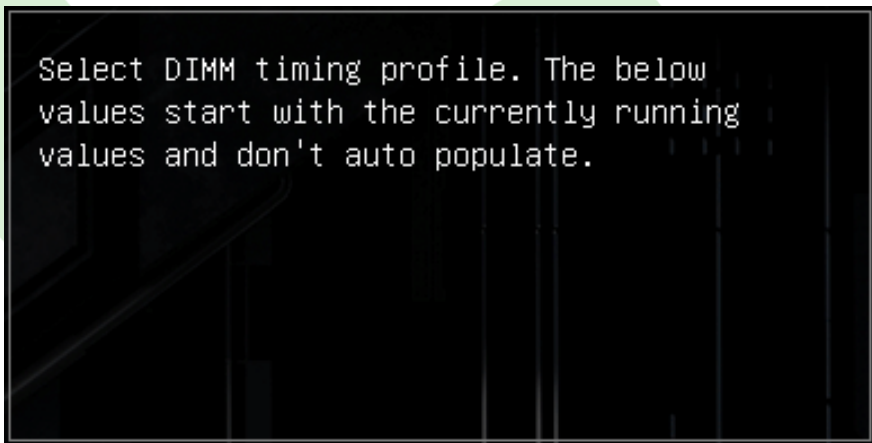 Select DIMM timing profile. The below
values start with the currently running
values and don't auto populate.